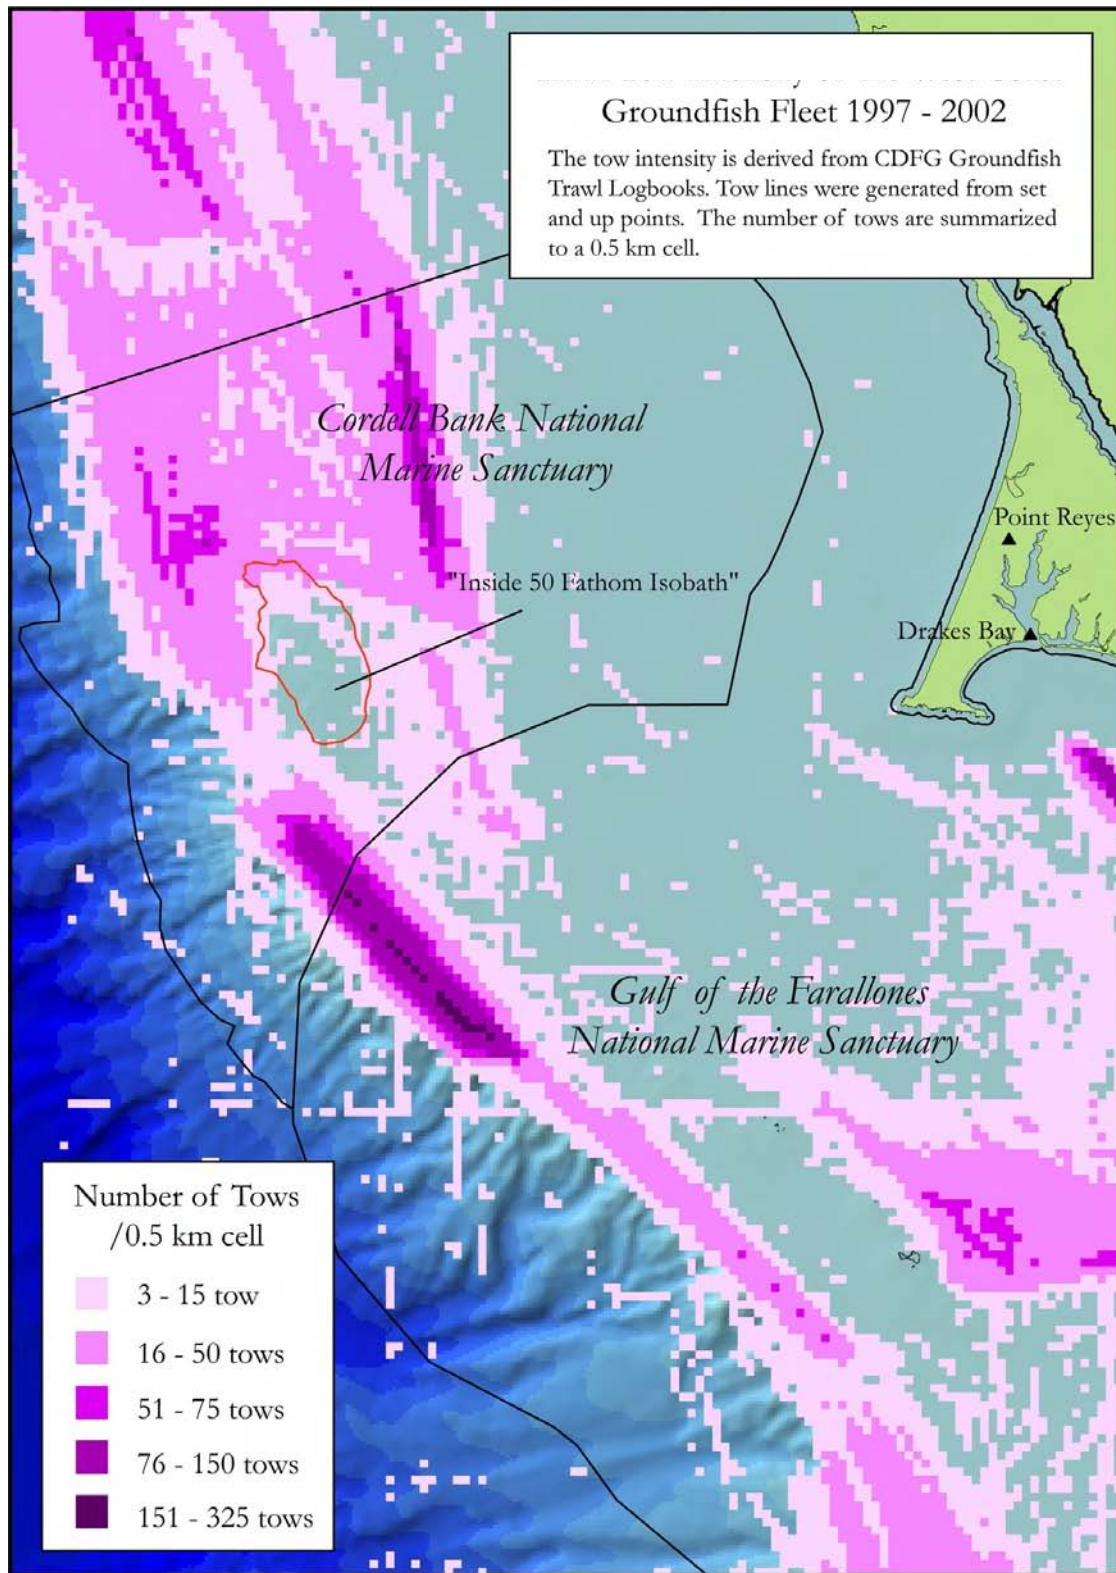 Groundfish Fleet 1997 - 2002
The tow intensity is derived from CDFG Groundfish
Trawl Logbooks. Tow lines were generated from set
and up points. The number of tows are summarized
to a 0.5 km cell.
Cordell Bank National
Marine Sanctuary
Point Reyes
"Inside 50 Fathom Isobath"
Drakes Bay
Gulf of the Farallones
National Marine Sanctuary
Number of Tows
/0.5 km cell
3 - 15 tow
16 - 50 tows
51 - 75 tows
76 - 150 tows
151 - 325 tows